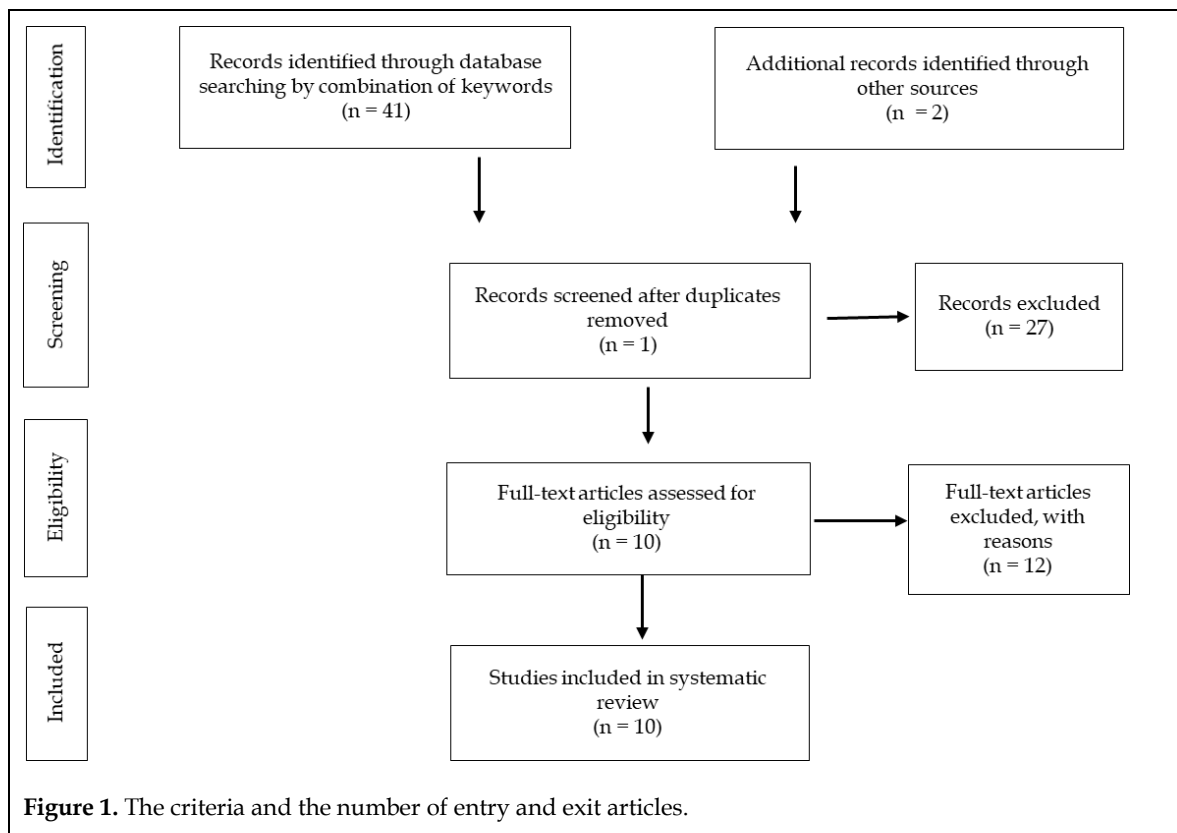 Identification
Records identified through database
searching by combination of keywords
(n = 41)
Additional records identified through
other sources
(n = 2)
Screening
Records screened after duplicates
removed
(n = 1)
Records excluded
(n = 27)
Eligibility
Full-text articles assessed for
eligibility
(n = 10)
Full-text articles
excluded, with
reasons
(n = 12)
Included
Studies included in systematic
review
(n = 10)
Figure 1. The criteria and the number of entry and exit articles.